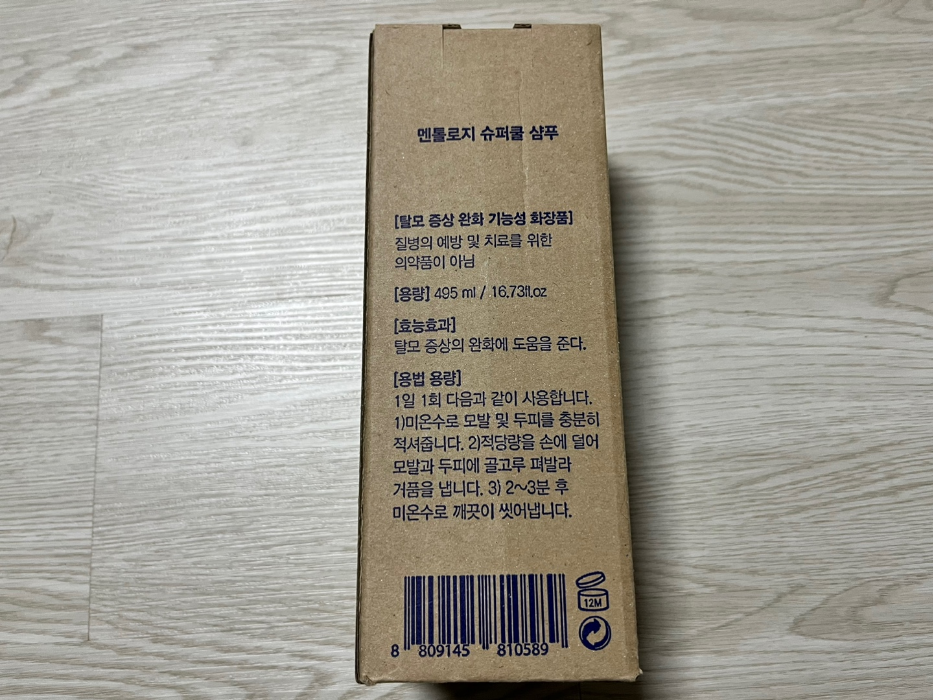 멘톨로지 슈퍼쿨 샴푸
[탈모 증상 완화 기능성 화장품]
질병의 예방 및 치료를 위한
의약품이 아님
[용량] 495 ml / 16.73fl.oz
[효능효과]
탈모 증상의 완화에 도움을 준다.
[용법 용량]
1일 1회 다음과 같이 사용합니다.
1)미온수로 모발 및 두피를 충분히
적셔줍니다. 2)적당량을 손에 덜어
모발과 두피에 골고루 펴발라
거품을 냅니다. 3) 2~3분 후
미온수로 깨끗이 씻어냅니다.
12M
8 809145 810589